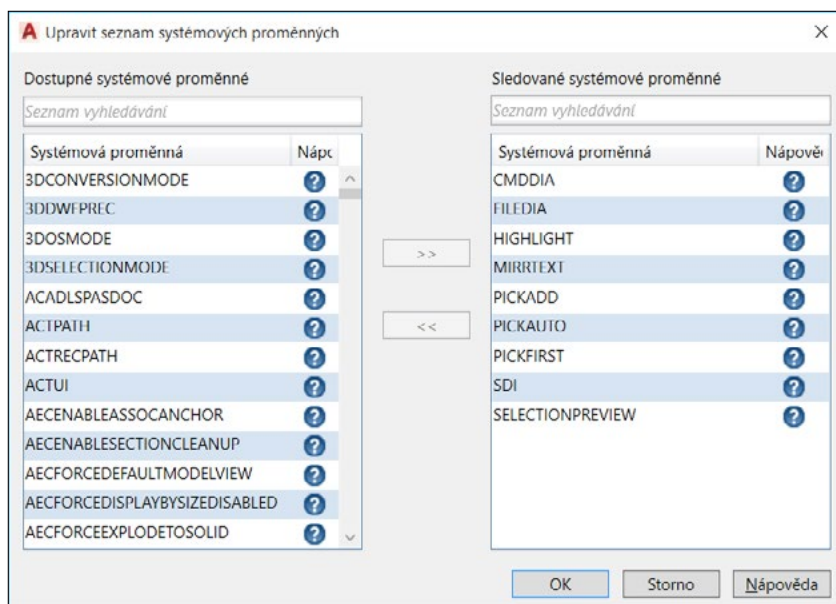 Upravit seznam systémových proměnných
Dostupné systémové proměnné
Seznam vyhledávání
Systémová proměnná Nápo
3DCONVERSIONMODE
3DDWFPREC
3DOSMODE
3DSELECTIONMODE
ACADLSPASDOC
ACTPATH
ACTRECPATH
ACTUI
AECENABLEASSOCANCHOR
AECENABLESECTIONCLEANUP
AECFORCEDEFAULTMODELVIEW
AECFORCEDISPLAYBYSIZEDISABLED
AECFORCEEXPLODETOSOLID
>>
<<
Sledované systémové proměnné
Seznam vyhledávání
Systémová proměnná Nápově
CMDDIA
FILEDIA
HIGHLIGHT
MIRRTEXT
PICKADD
PICKAUTO
PICKFIRST
SDI
SELECTIONPREVIEW
OK Storno Nápověda